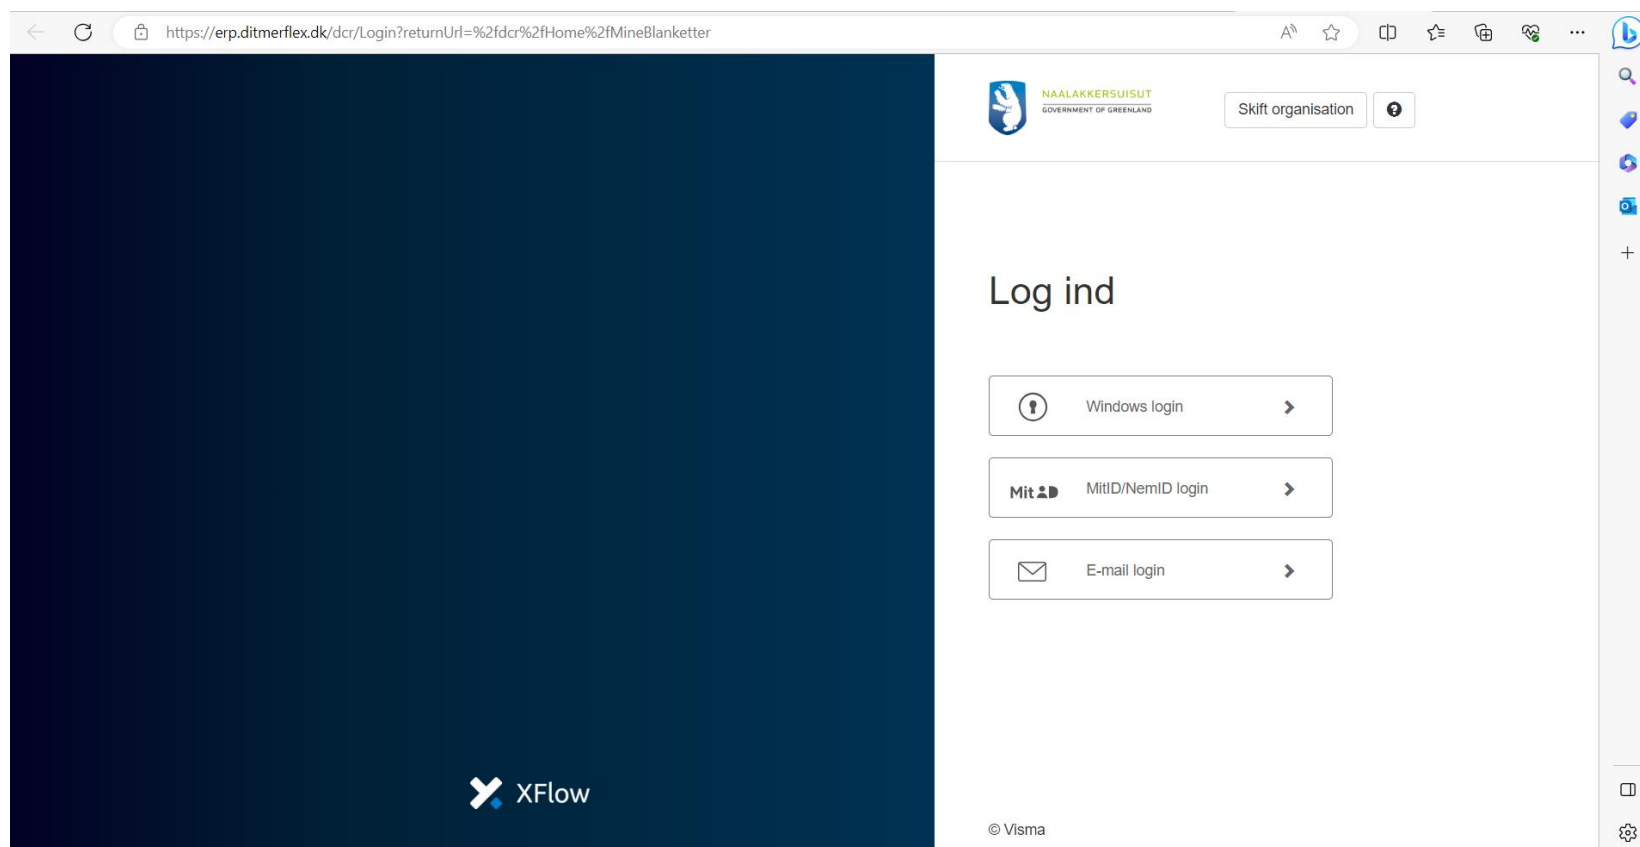 https://erp.ditmerflex.dk/dcr/Login?returnUrl=%2fdcr%2fHome%2fMineBlanketter
NAALAKKERSUISUT
GOVERNMENT OF GREENLAND
Skift organisation
Log ind
Windows login
MitID MitID/NemID login
E-mail login
XFlow
© Visma